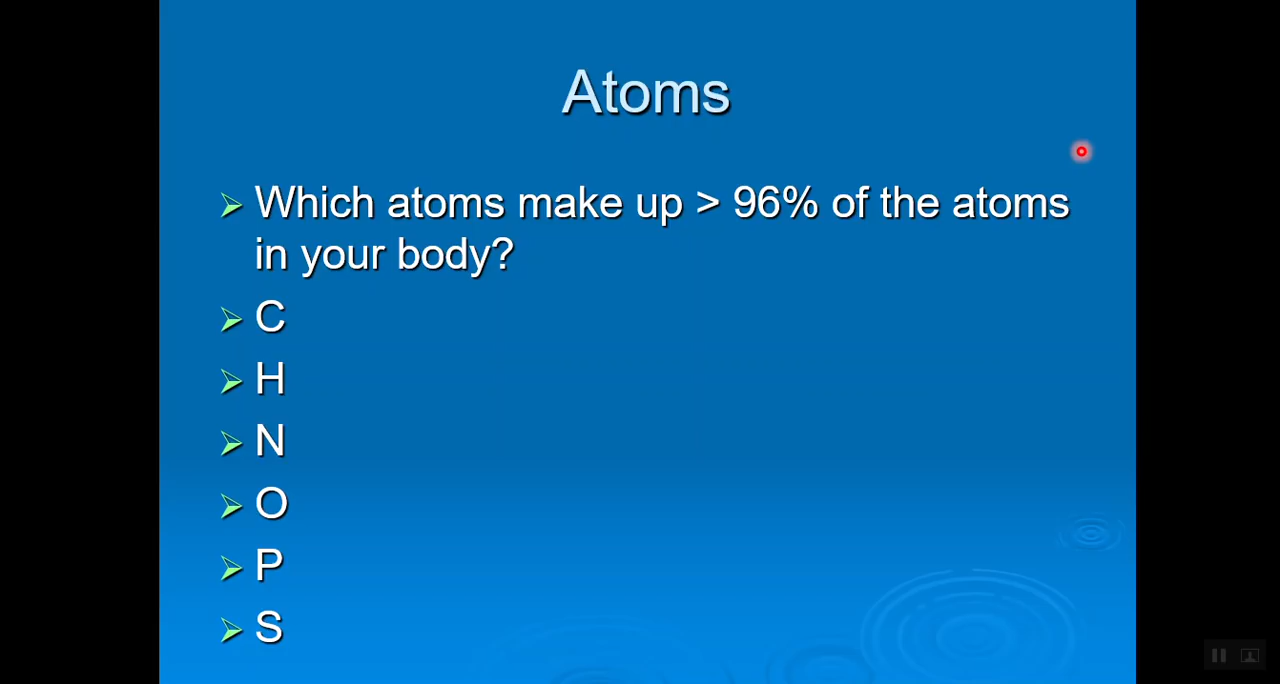 Atoms
Which atoms make up > 96% of the atoms
in your body?
C
H
N
O
P
S